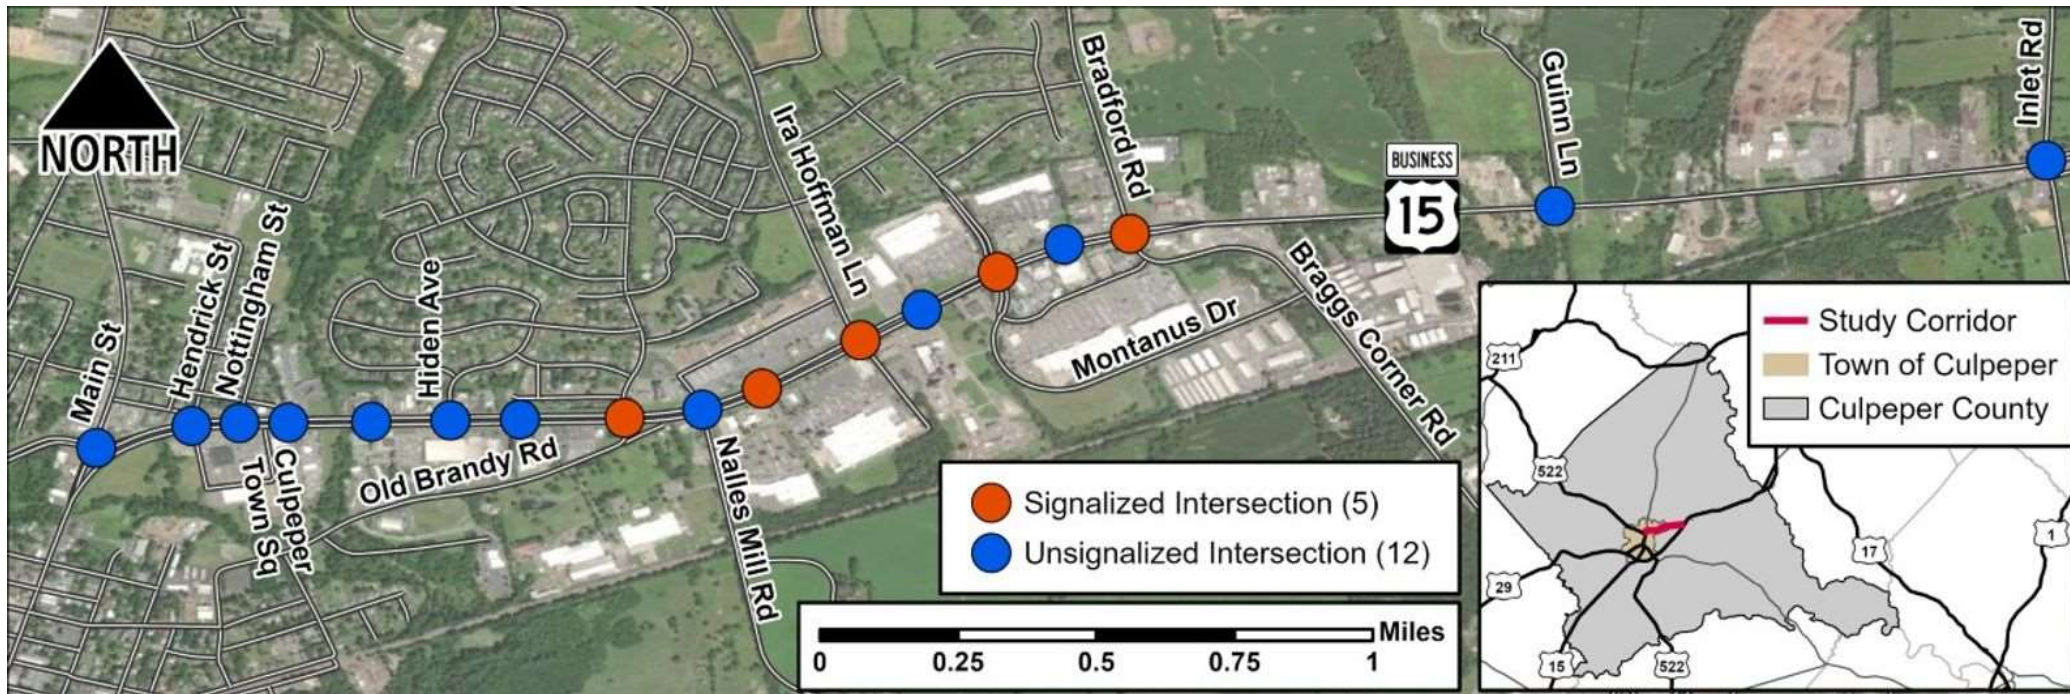 NORTH
Main St
Hendrick St
Nottingham St
Culpeper
Town Sq
Hiden Ave
Old Brandy Rd
Nalles Mill Rd
Ira Hoffman Ln
Bradford Rd
Montanus Dr
Braggs Corner Rd
BUSINESS
15
Guinn Ln
Inlet Rd
Signalized Intersection (5)
Unsignalized Intersection (12)
Miles
0 0.25 0.5 0.75 1
Study Corridor
Town of Culpeper
Culpeper County
211
522
29
15
522
17
1